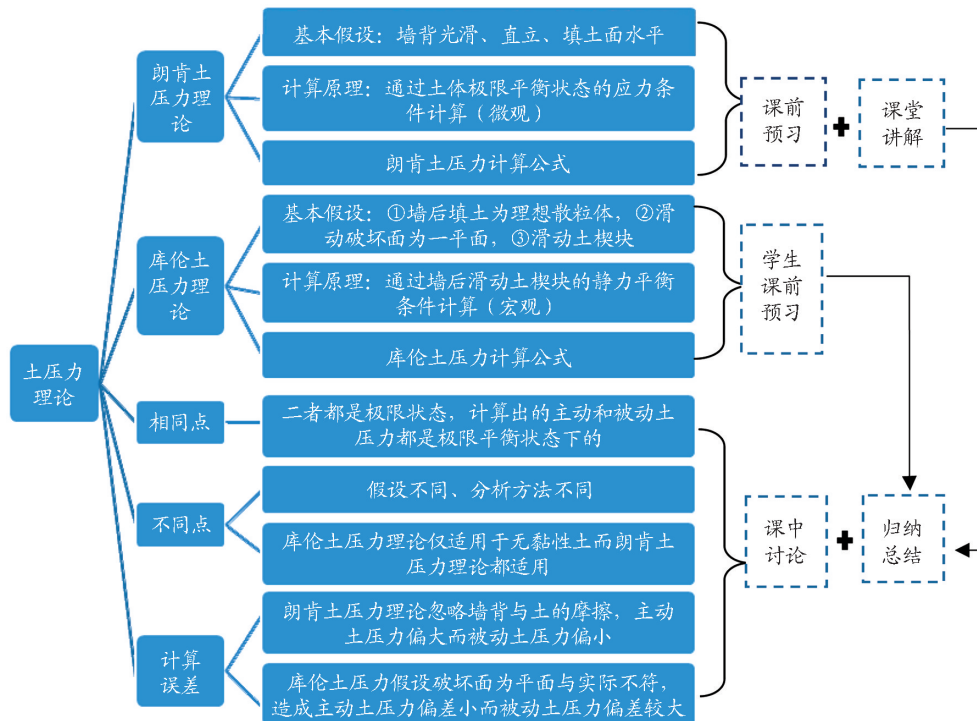 土压力
理论
朗肯土
压力理
论
基本假设：墙背光滑、直立、填土面水平
计算原理：通过土体极限平衡状态的应力条
件计算（微观）
朗肯土压力计算公式
课前
预习
+
课堂
讲解
库伦土
压力理
论
基本假设：①墙后填土为理想散粒体，②滑
动破坏面为一平面，③滑动土楔块
计算原理：通过墙后滑动土楔块的静力平衡
条件计算（宏观）
库伦土压力计算公式
学生
课前
预习
相同点
二者都是极限状态，计算出的主动和被动土
压力都是极限平衡状态下的
不同点
假设不同、分析方法不同
库伦土压力理论仅适用于无黏性土而朗肯土
压力理论都适用
计算
误差
朗肯土压力理论忽略墙背与土的摩擦，主动
土压力偏大而被动土压力偏小
库伦土压力假设破坏面为平面与实际不符，
造成主动土压力偏差小而被动土压力偏差较大
课中
讨论
+
归纳
总结